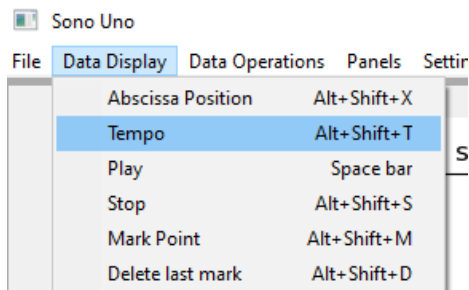 Sono Uno
File Data Display Data Operations Panels
Abscissa Position Alt+Shift+X
Tempo Alt+Shift+T
Play Space bar
Stop Alt+Shift+S
Mark Point Alt+Shift+M
Delete last mark Alt+Shift+D